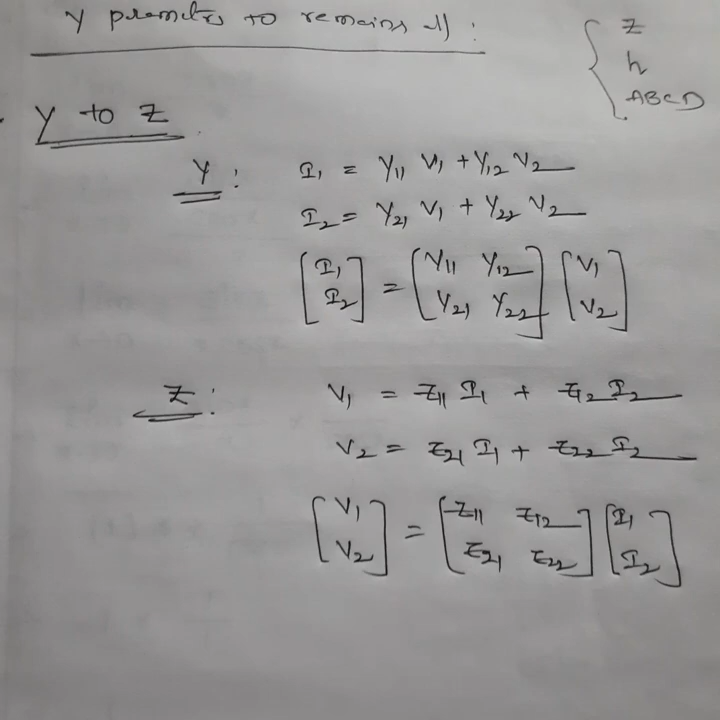 Y prametrs to remains all :
Z
h
ABCD
Y to Z
Y : I₁ = Y₁₁ V₁ + Y₁₂ V₂
I₂ = Y₂₁ V₁ + Y₂₂ V₂
[I₁ I₂] = [Y₁₁ Y₁₂ Y₂₁ Y₂₂] [V₁ V₂]
Z : V₁ = Z₁₁ I₁ + Z₁₂ I₂
V₂ = Z₂₁ I₁ + Z₂₂ I₂
[V₁ V₂] = [Z₁₁ Z₁₂ Z₂₁ Z₂₂] [I₁ I₂]